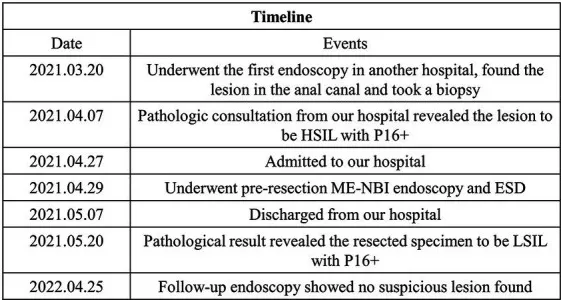 Timeline
Date Events
2021.03.20 Underwent the first endoscopy in another hospital, found the
lesion in the anal canal and took a biopsy
2021.04.07 Pathologic consultation from our hospital revealed the lesion to
be HSIL with P16+
2021.04.27 Admitted to our hospital
2021.04.29 Underwent pre-resection ME-NBI endoscopy and ESD
2021.05.07 Discharged from our hospital
2021.05.20 Pathological result revealed the resected specimen to be LSIL
with P16+
2022.04.25 Follow-up endoscopy showed no suspicious lesion found